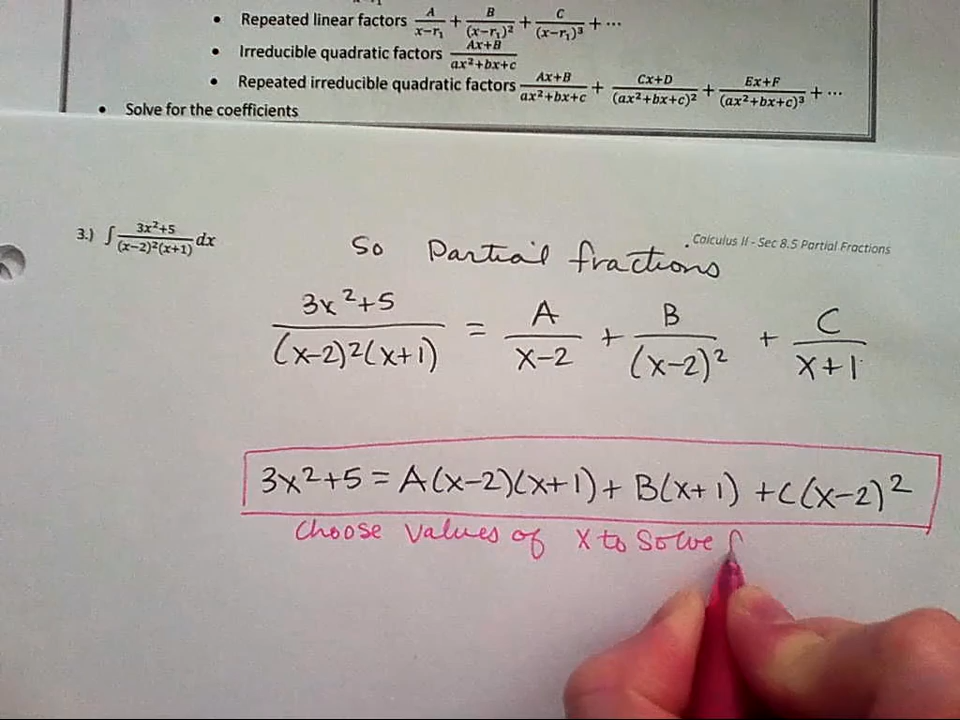 • Repeated linear factors A/(x−r₁) + B/(x−r₁)² + C/(x−r₁)³ + ⋯
• Irreducible quadratic factors (Ax+B)/(ax²+bx+c)
• Repeated irreducible quadratic factors (Ax+B)/(ax²+bx+c) + (Cx+D)/(ax²+bx+c)² + (Ex+F)/(ax²+bx+c)³ + ⋯
• Solve for the coefficients
Calculus II - Sec 8.5 Partial Fractions
3.) ∫ (3x²+5)/((x−2)²(x+1)) dx
So Partial fractions
(3x²+5)/((x-2)²(x+1)) = A/(x-2) + B/(x-2)² + C/(x+1)
3x²+5 = A(x-2)(x+1) + B(x+1) + C(x-2)²
Choose values of x to solve